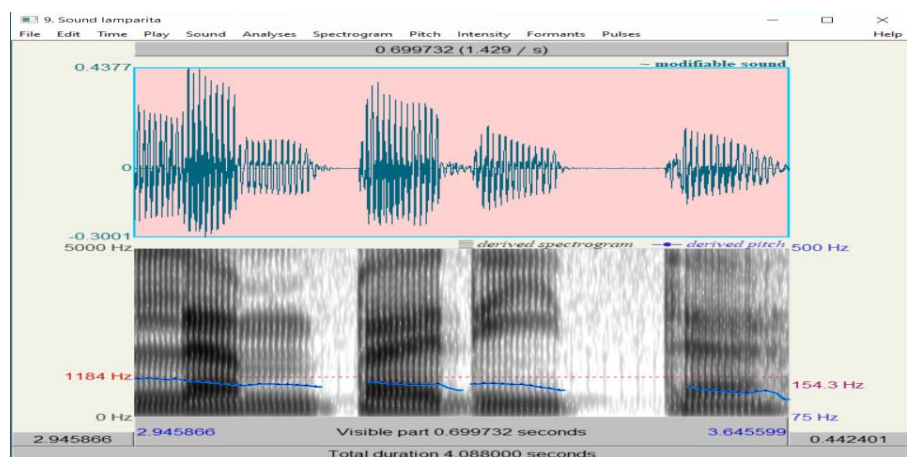 9. Sound lamparita
File Edit Time Play Sound Analyses Spectrogram Pitch Intensity Formants Pulses Help
0.699732 (1.429 / s)
0.4377
~ modifiable sound
0
-0.3001
5000 Hz
derived spectrogram
derived pitch
500 Hz
1184 Hz
154.3 Hz
0 Hz
75 Hz
2.945866
2.945866
Visible part 0.699732 seconds
3.645599
0.442401
Total duration 4.088000 seconds